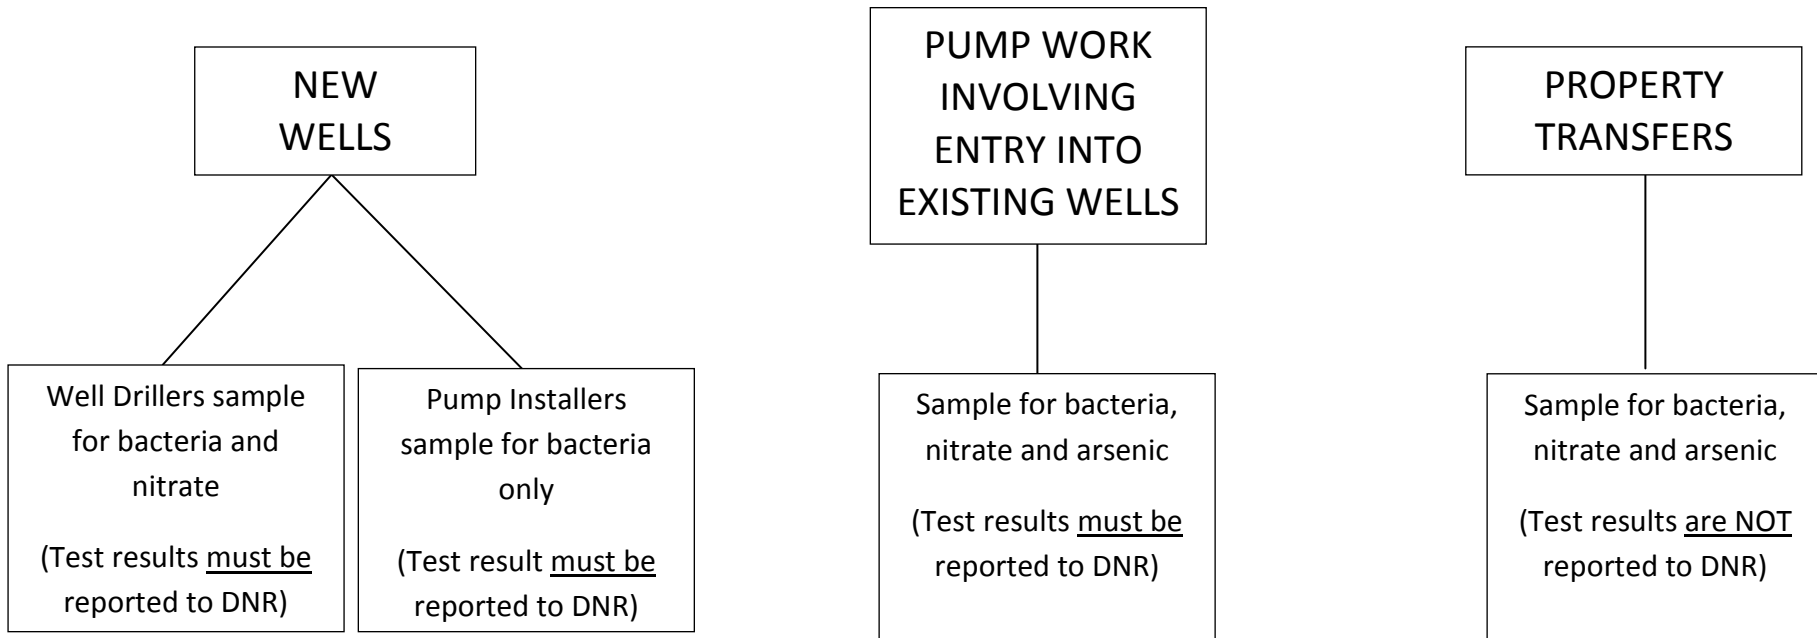 NEW
WELLS
PUMP WORK
INVOLVING
ENTRY INTO
EXISTING WELLS
PROPERTY
TRANSFERS
Well Drillers sample
for bacteria and
nitrate
(Test results must be
reported to DNR)
Pump Installers
sample for bacteria
only
(Test result must be
reported to DNR)
Sample for bacteria,
nitrate and arsenic
(Test results must be
reported to DNR)
Sample for bacteria,
nitrate and arsenic
(Test results are NOT
reported to DNR)